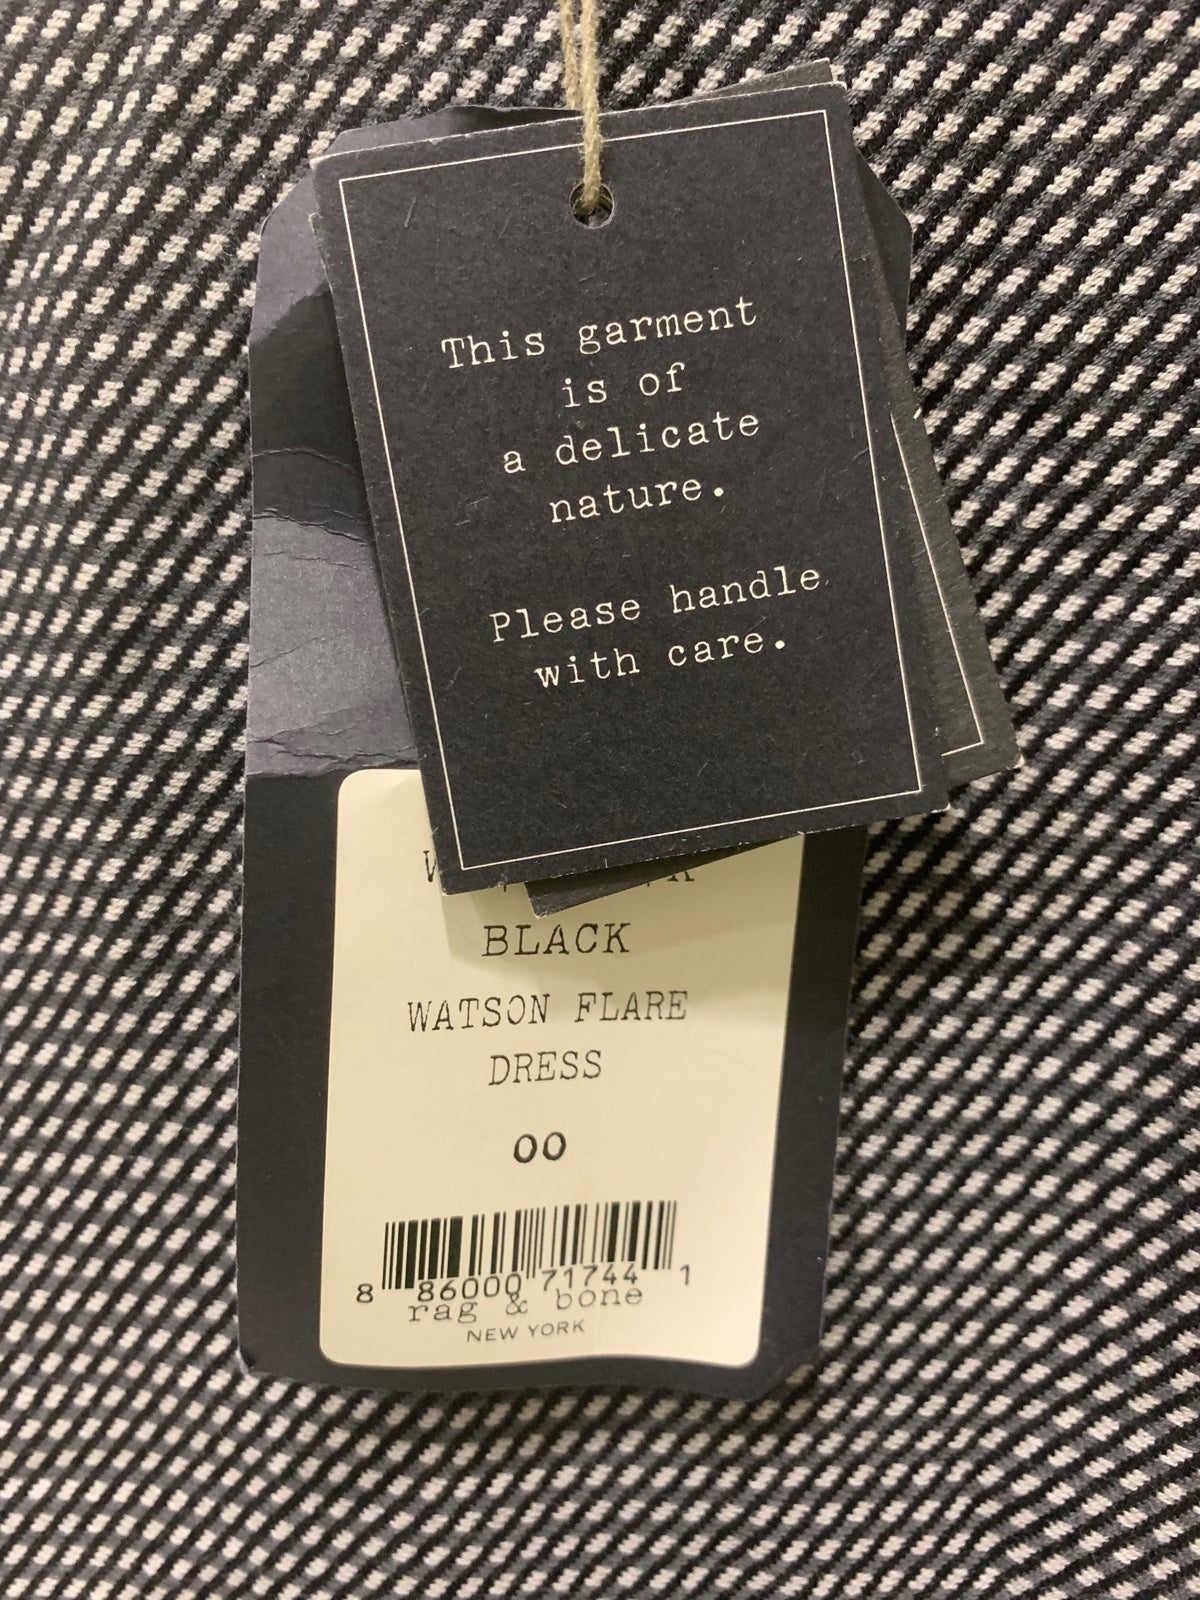 This garment
is of
a delicate
nature.
Please handle
with care.
BLACK
WATSON FLARE
DRESS
00
8 86000 71744 1
rag & bone
NEW YORK